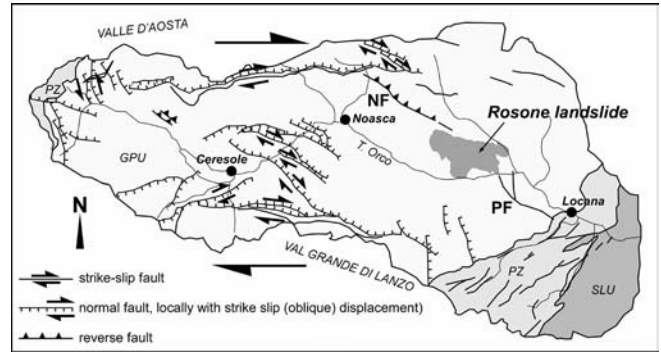 VALLE D'AOSTA
PZ
NF
Rosone landslide
Noasca
GPU
Ceresole
T. Orco
PF
Locana
N
VAL GRANDE DI LANZO
PZ
SLU
strike-slip fault
normal fault, locally with strike slip (oblique) displacement)
reverse fault